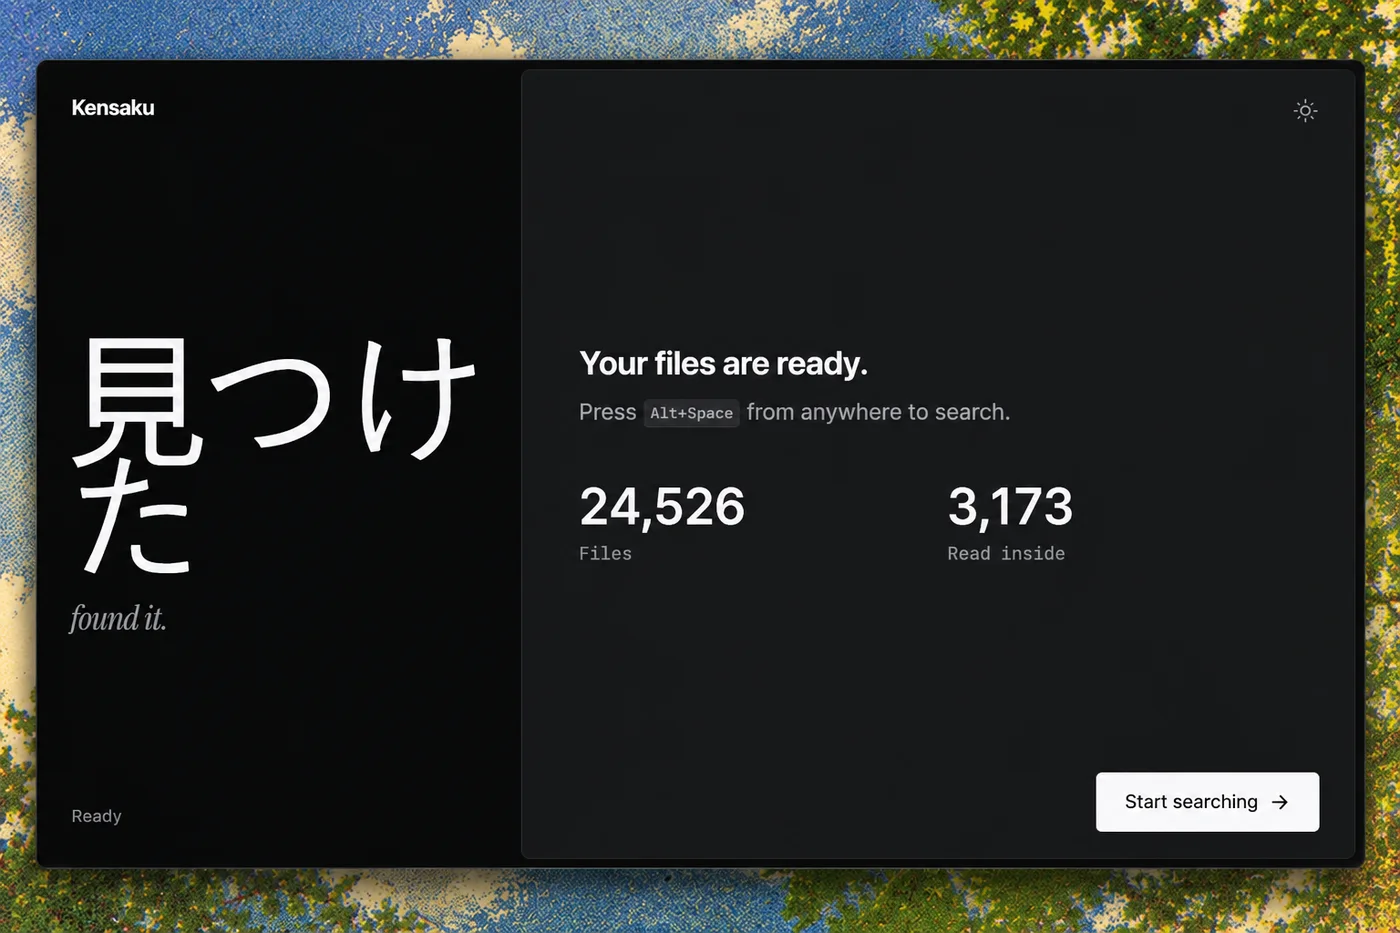 Kensaku
見つけ
た
found it.
Ready
Your files are ready.
Press Alt+Space from anywhere to search.
24,526
Files
3,173
Read inside
Start searching →